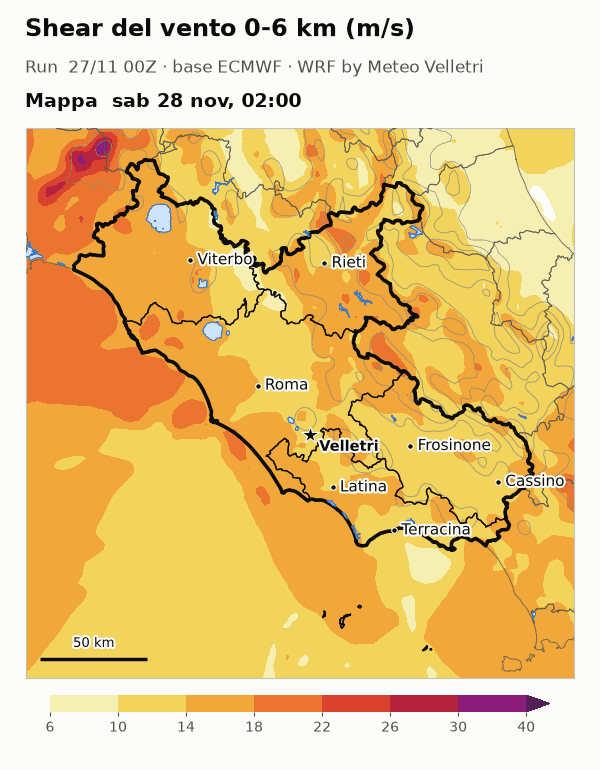 Shear del vento 0-6 km (m/s)
Run 27/11 00Z · base ECMWF · WRF by Meteo Velletri
Mappa sab 28 nov, 02:00
Viterbo
Rieti
Roma
Velletri
Frosinone
Cassino
Latina
Terracina
50 km
6 10 14 18 22 26 30 40